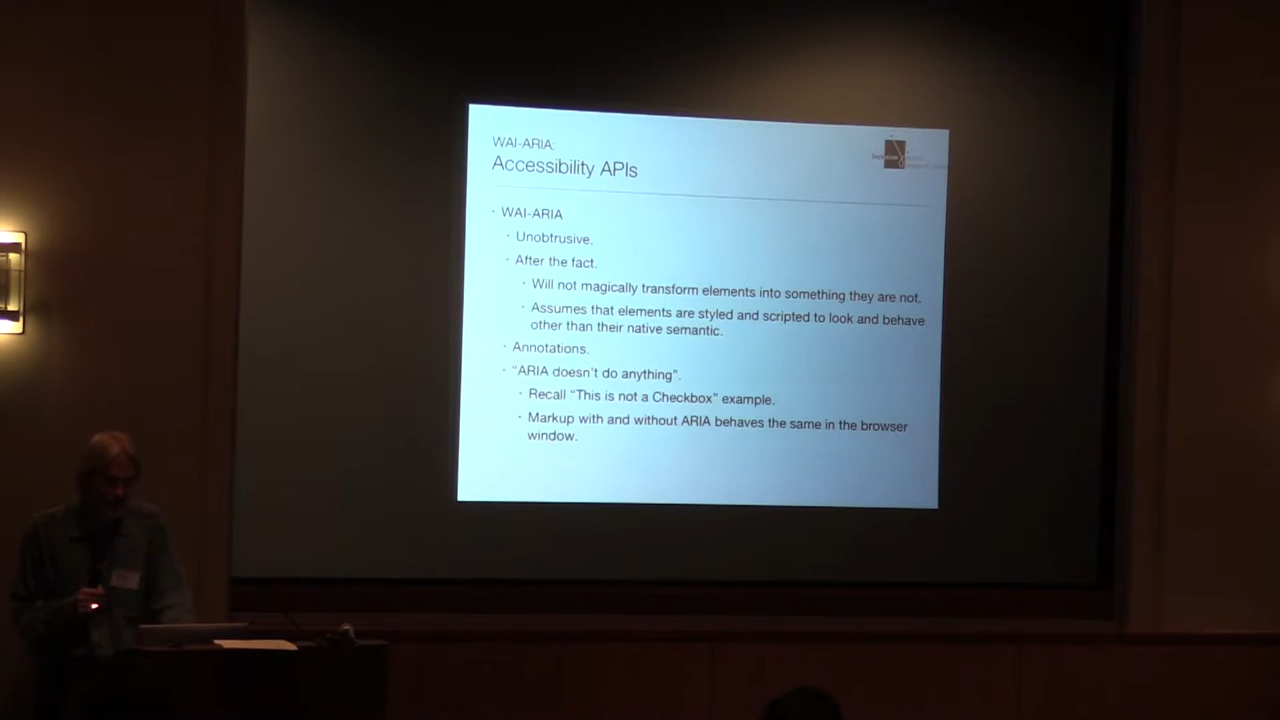 WAI-ARIA:
Accessibility APIs
· WAI-ARIA
· Unobtrusive.
· After the fact.
· Will not magically transform elements into something they are not.
· Assumes that elements are styled and scripted to look and behave
other than their native semantic.
· Annotations.
· “ARIA doesn't do anything”.
· Recall “This is not a Checkbox” example.
· Markup with and without ARIA behaves the same in the browser
window.